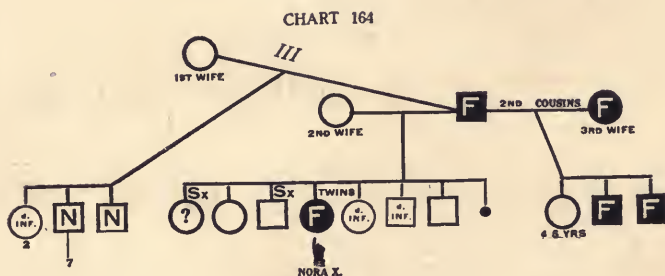 CHART 164
III
1ST WIFE
F 2ND COUSINS F
2ND WIFE
3RD WIFE
Sx Sx TWINS
d. INF. N N ? F d. INF. d. INF. F F
2
7
4 & YRS
NORA X.